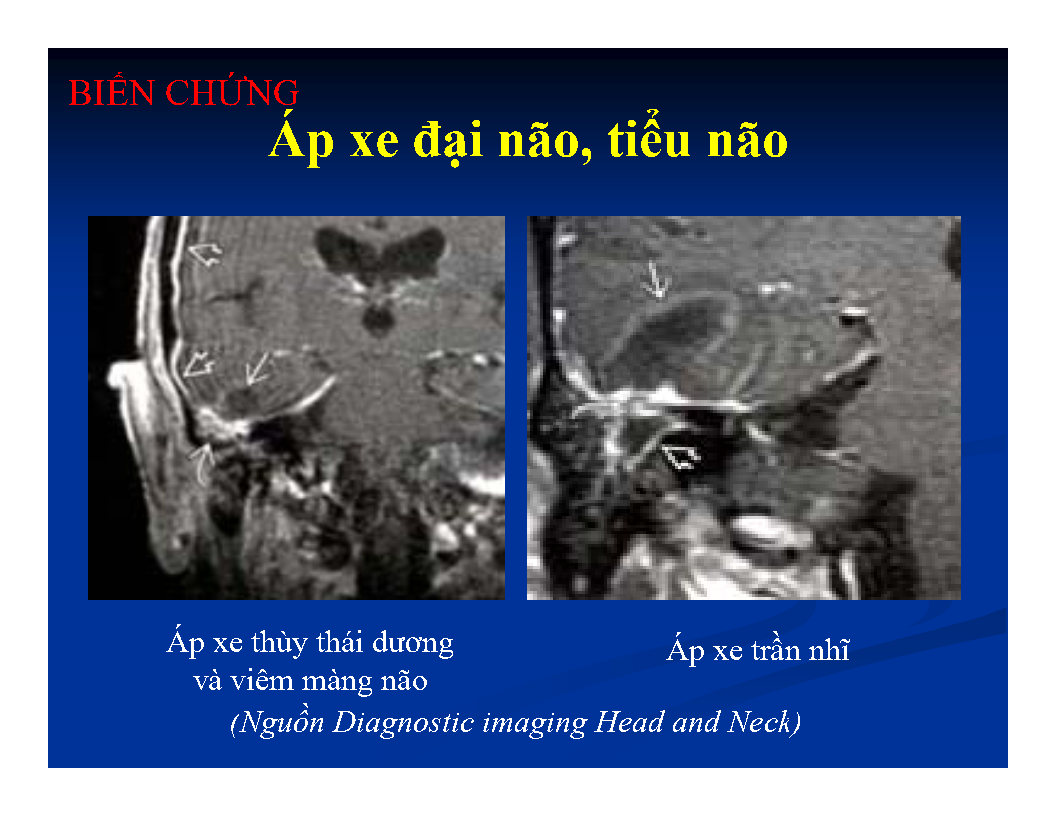 BIẾN CHỨNG
Áp xe đại não, tiểu não
Áp xe thùy thái dương
và viêm màng não
Áp xe trần nhĩ
(Nguồn Diagnostic imaging Head and Neck)